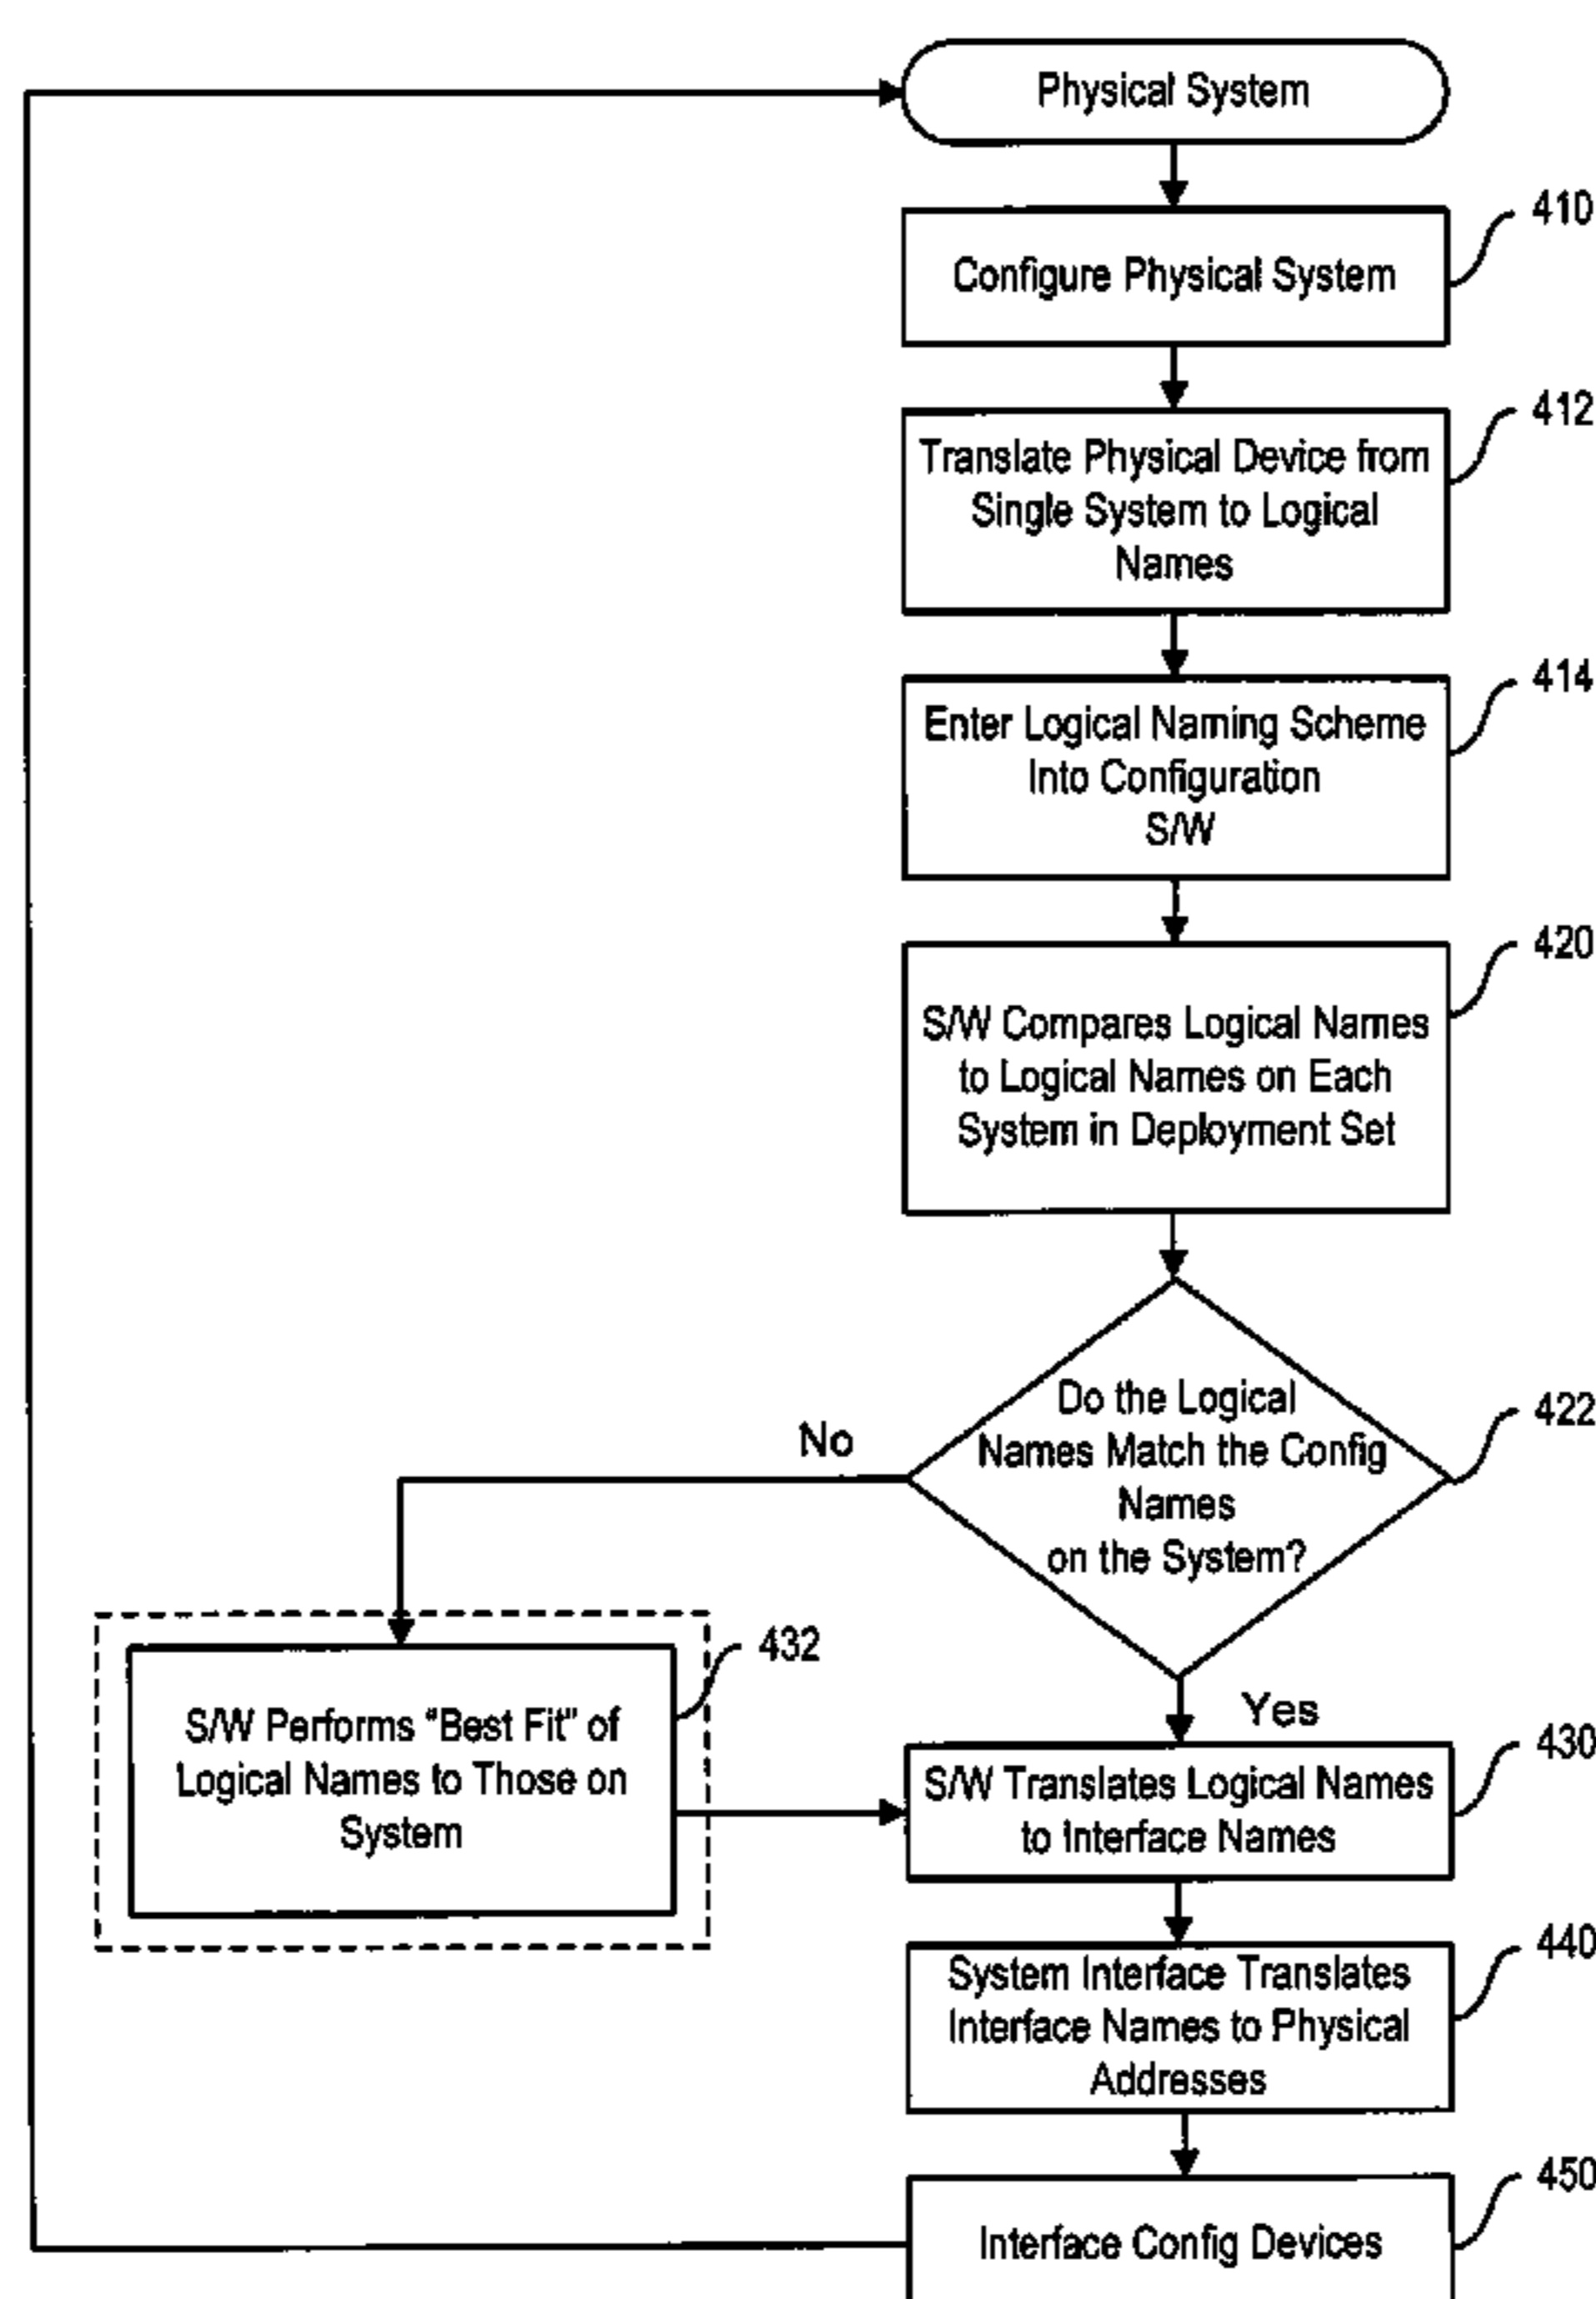 Physical System
410
Configure Physical System
412
Translate Physical Device from
Single System to Logical
Names
414
Enter Logical Naming Scheme
Into Configuration
S/W
420
S/W Compares Logical Names
to Logical Names on Each
System in Deployment Set
422
Do the Logical
Names Match the Config
Names
on the System?
No
Yes
432
S/W Performs "Best Fit" of
Logical Names to Those on
System
430
S/W Translates Logical Names
to Interface Names
440
System Interface Translates
Interface Names to Physical
Addresses
450
Interface Config Devices